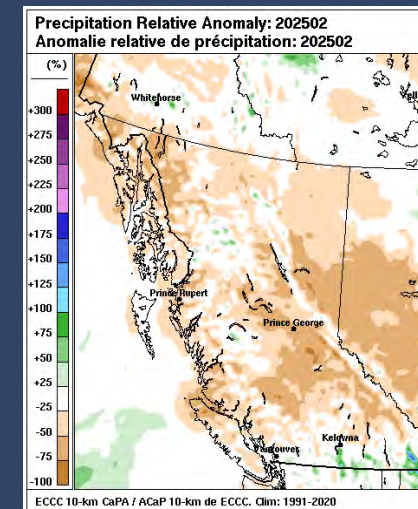 Precipitation Relative Anomaly: 202502
Anomalie relative de précipitation: 202502
(%)
+300
+275
+250
+225
+200
+175
+150
+125
+100
+75
+50
+25
-25
-50
-75
-100
Whitehorse
Prince Rupert
Prince George
Kelowna
Vancouver
ECCC 10-km CaPA / ACaP 10-km de ECCC. Clim: 1991-2020